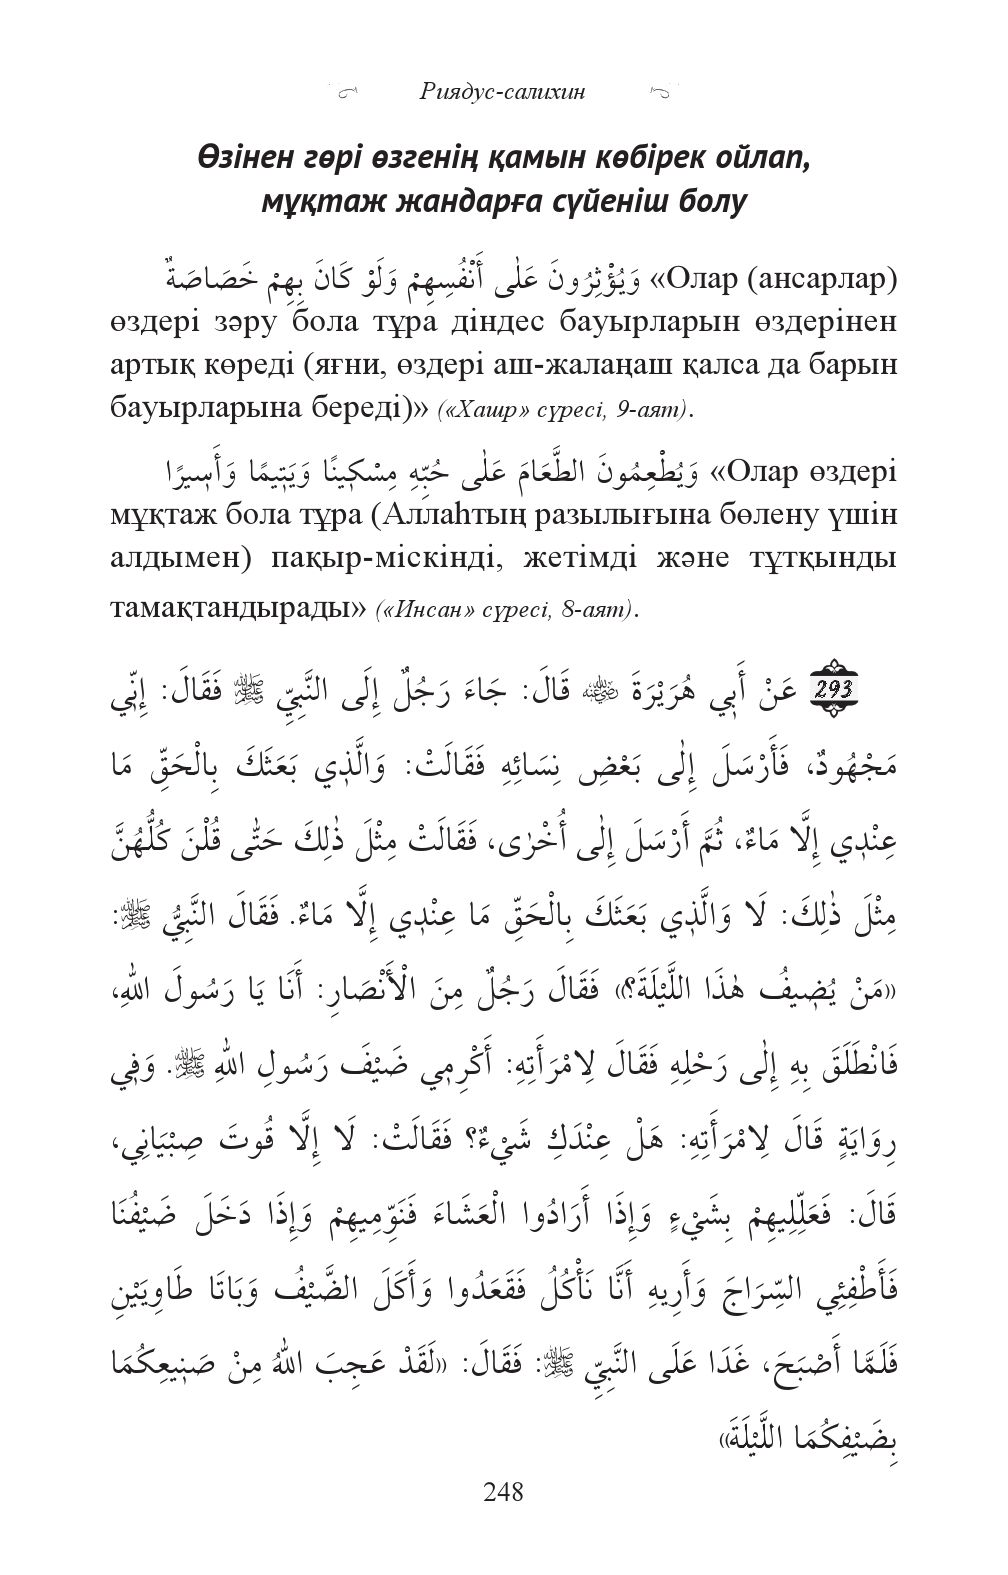 Риядус-салихин
Өзінен гөрі өзгенің қамын көбірек ойлап,
мұқтаж жандарға сүйеніш болу
وَيُؤْثِرُونَ عَلٰى أَنْفُسِهِمْ وَلَوْ كَانَ بِهِمْ خَصَاصَةٌ «Олар (ансарлар)
өздері зәру бола тұра діндес бауырларын өздерінен
артық көреді (яғни, өздері аш-жалаңаш қалса да барын
бауырларына береді)» («Хашр» сүресі, 9-аят).
وَيُطْعِمُونَ الطَّعَامَ عَلٰى حُبِّهِ مِسْكِينًا وَيَتِيمًا وَأَسِيرًا «Олар өздері
мұқтаж бола тұра (Аллаһтың разылығына бөлену үшін
алдымен) пақыр-міскінді, жетімді және тұтқынды
тамақтандырады» («Инсан» сүресі, 8-аят).
293 عَنْ أَبِي هُرَيْرَةَ ؓ قَالَ: جَاءَ رَجُلٌ إِلَى النَّبِيِّ ﷺ فَقَالَ: إِنِّي
مَجْهُودٌ، فَأَرْسَلَ إِلٰى بَعْضِ نِسَائِهِ فَقَالَتْ: وَالَّذِي بَعَثَكَ بِالْحَقِّ مَا
عِنْدِي إِلَّا مَاءٌ، ثُمَّ أَرْسَلَ إِلٰى أُخْرٰى، فَقَالَتْ مِثْلَ ذٰلِكَ حَتّٰى قُلْنَ كُلُّهُنَّ
مِثْلَ ذٰلِكَ: لَا وَالَّذِي بَعَثَكَ بِالْحَقِّ مَا عِنْدِي إِلَّا مَاءٌ. فَقَالَ النَّبِيُّ ﷺ:
«مَنْ يُضِيفُ هٰذَا اللَّيْلَةَ؟» فَقَالَ رَجُلٌ مِنَ الْأَنْصَارِ: أَنَا يَا رَسُولَ اللهِ،
فَانْطَلَقَ بِهِ إِلٰى رَحْلِهِ فَقَالَ لِامْرَأَتِهِ: أَكْرِمِي ضَيْفَ رَسُولِ اللهِ ﷺ. وَفِي
رِوَايَةٍ قَالَ لِامْرَأَتِهِ: هَلْ عِنْدَكِ شَيْءٌ؟ فَقَالَتْ: لَا إِلَّا قُوتَ صِبْيَانِي،
قَالَ: فَعَلِّلِيهِمْ بِشَيْءٍ وَإِذَا أَرَادُوا الْعَشَاءَ فَنَوِّمِيهِمْ وَإِذَا دَخَلَ ضَيْفُنَا
فَأَطْفِئِي السِّرَاجَ وَأَرِيهِ أَنَّا نَأْكُلُ فَقَعَدُوا وَأَكَلَ الضَّيْفُ وَبَاتَا طَاوِيَيْنِ
فَلَمَّا أَصْبَحَ، غَدَا عَلَى النَّبِيِّ ﷺ: فَقَالَ: «لَقَدْ عَجِبَ اللهُ مِنْ صَنِيعِكُمَا
بِضَيْفِكُمَا اللَّيْلَةَ»
248